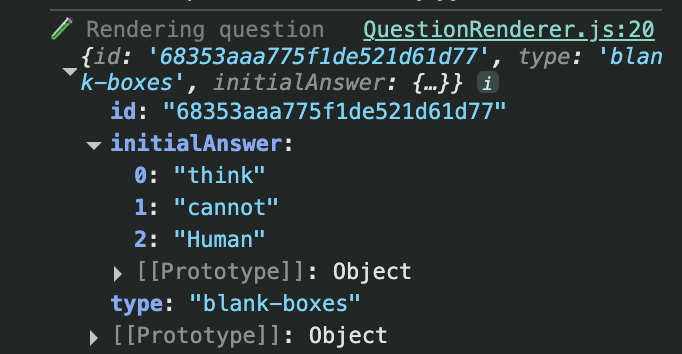 Rendering question QuestionRenderer.js:20
{id: '68353aaa775f1de521d61d77', type: 'blan
k-boxes', initialAnswer: {…}} i
id: "68353aaa775f1de521d61d77"
initialAnswer:
0: "think"
1: "cannot"
2: "Human"
[[Prototype]]: Object
type: "blank-boxes"
[[Prototype]]: Object